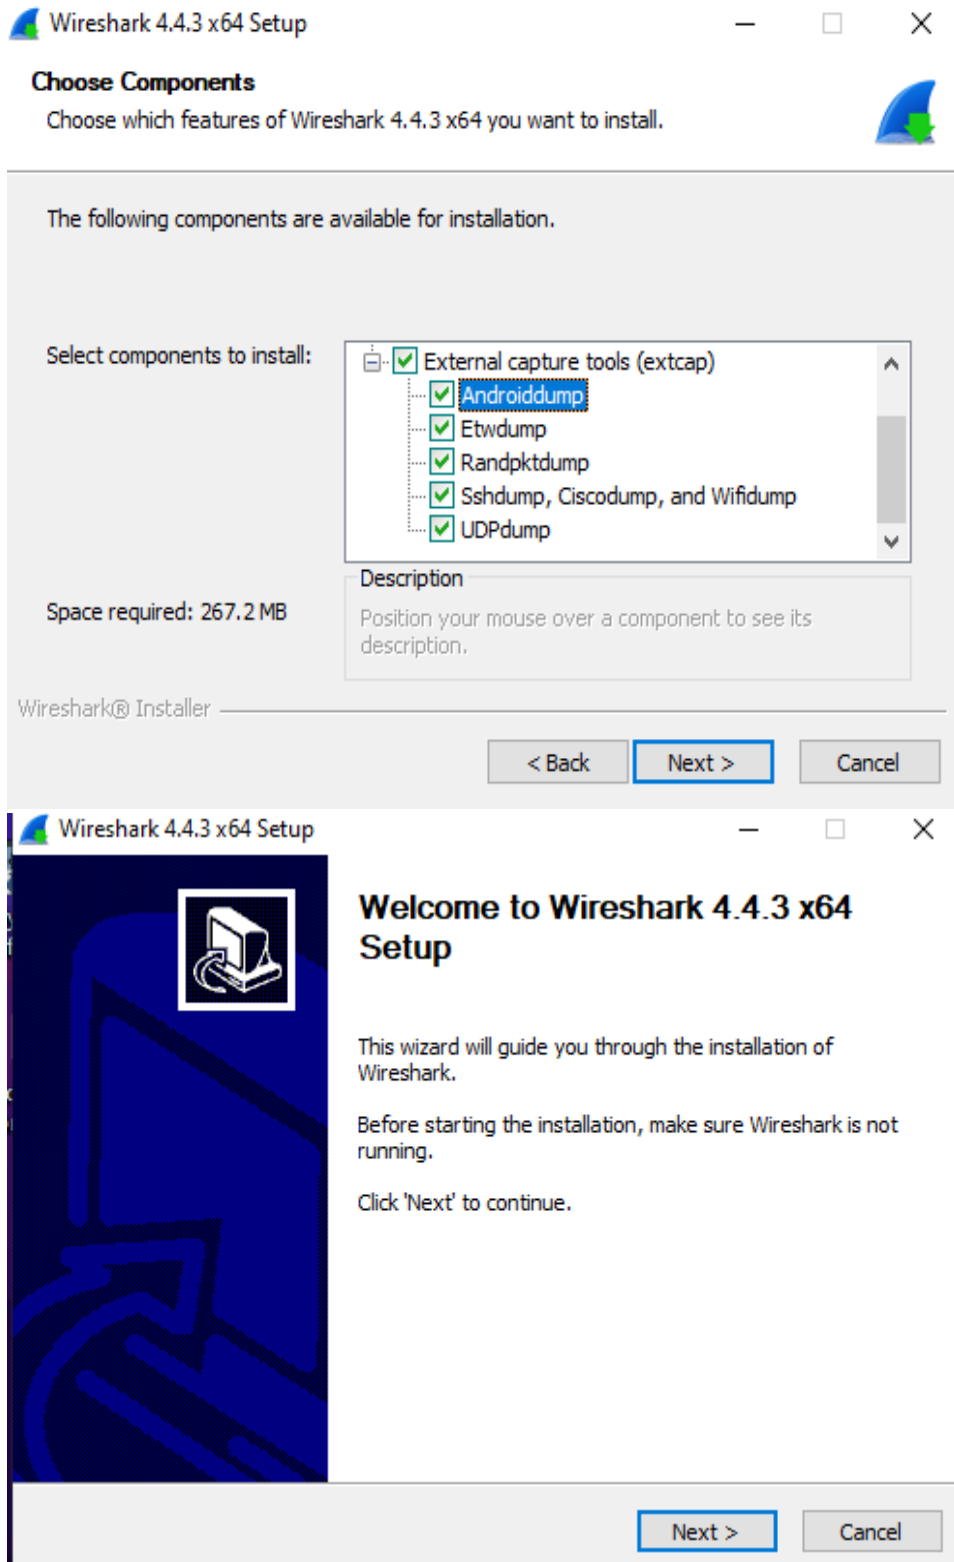 Wireshark 4.4.3 x64 Setup
Choose Components
Choose which features of Wireshark 4.4.3 x64 you want to install.
The following components are available for installation.
Select components to install:
External capture tools (extcap)
Androiddump
Etwdump
Randpktdump
Sshdump, Ciscodump, and Wifidump
UDPdump
Space required: 267.2 MB
Description
Position your mouse over a component to see its
description.
Wireshark® Installer
< Back
Next >
Cancel
Wireshark 4.4.3 x64 Setup
Welcome to Wireshark 4.4.3 x64
Setup
This wizard will guide you through the installation of
Wireshark.
Before starting the installation, make sure Wireshark is not
running.
Click 'Next' to continue.
Next >
Cancel